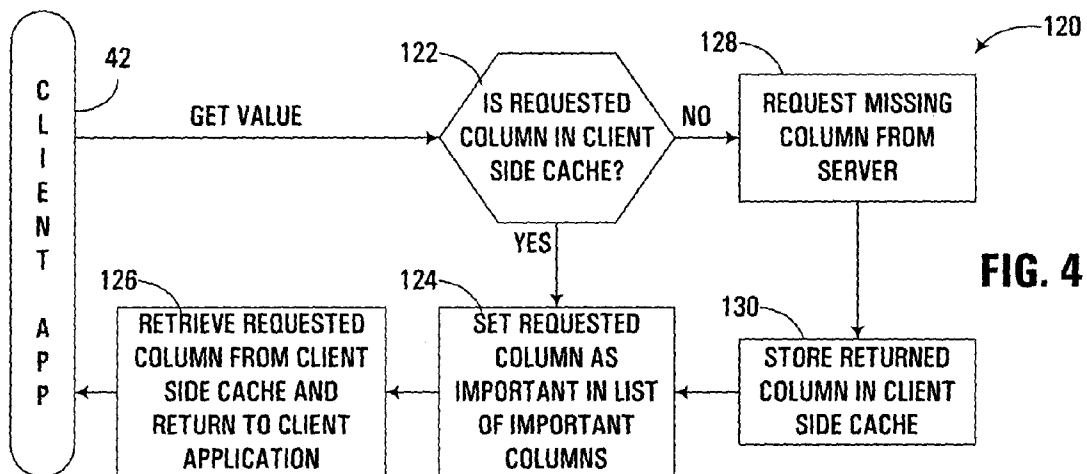 120
42
CLIENT APP
GET VALUE
122
IS REQUESTED
COLUMN IN CLIENT
SIDE CACHE?
NO
128
REQUEST MISSING
COLUMN FROM
SERVER
YES
FIG. 4
126
RETRIEVE REQUESTED
COLUMN FROM CLIENT
SIDE CACHE AND
RETURN TO CLIENT
APPLICATION
124
SET REQUESTED
COLUMN AS
IMPORTANT IN LIST
OF IMPORTANT
COLUMNS
130
STORE RETURNED
COLUMN IN CLIENT
SIDE CACHE